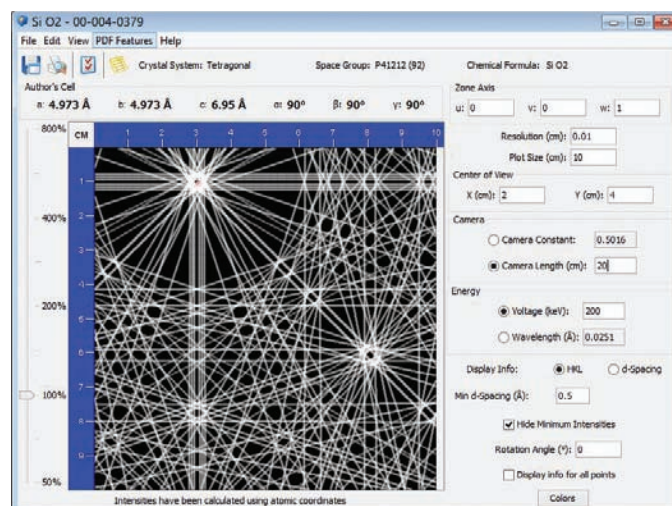 Si O2 - 00-004-0379
File Edit View PDF Features Help
Crystal System: Tetragonal Space Group: P41212 (92) Chemical Formula: Si O2
Author's Cell
a: 4.973 Å b: 4.973 Å c: 6.95 Å α: 90° β: 90° γ: 90°
Zone Axis
u: 0 v: 0 w: 1
Resolution (cm): 0.01
Plot Size (cm): 10
Center of View
X (cm): 2 Y (cm): 4
Camera
Camera Constant: 0.5016
Camera Length (cm): 20
Energy
Voltage (keV): 200
Wavelength (Å): 0.0251
Display Info: HKL d-Spacing
Min d-Spacing (Å): 0.5
Hide Minimum Intensities
Rotation Angle (°): 0
Display info for all points
Colors
800%
400%
200%
100%
50%
CM 1 2 3 4 5 6 7 8 9 10
1
2
3
4
5
6
7
8
9
Intensities have been calculated using atomic coordinates